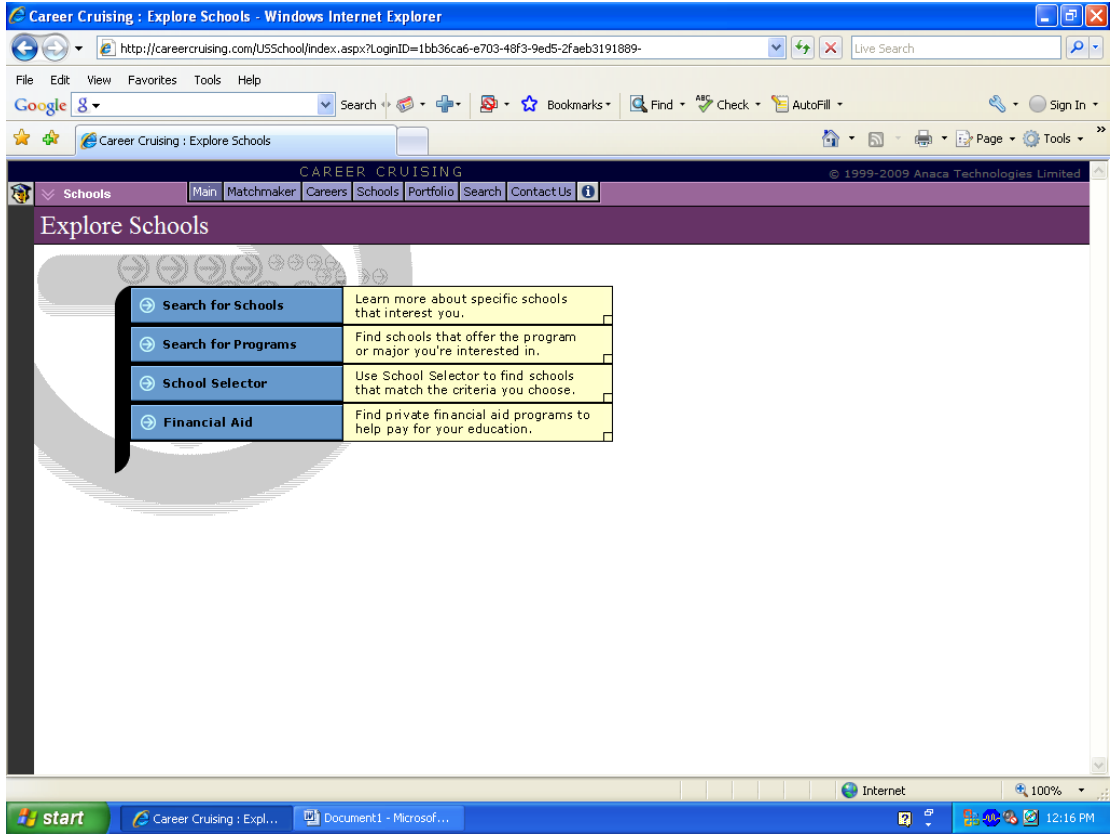 Career Cruising : Explore Schools - Windows Internet Explorer
http://careercruising.com/USSchool/index.aspx?LoginID=1bb36ca6-e703-48f3-9ed5-2faeb3191889-
Live Search
File Edit View Favorites Tools Help
Google Search Bookmarks Find ABC Check AutoFill Sign In
Career Cruising : Explore Schools Page Tools »
CAREER CRUISING © 1999-2009 Anaca Technologies Limited
Schools Main Matchmaker Careers Schools Portfolio Search Contact Us i
Explore Schools
Search for Schools
Learn more about specific schools
that interest you.
Search for Programs
Find schools that offer the program
or major you're interested in.
School Selector
Use School Selector to find schools
that match the criteria you choose.
Financial Aid
Find private financial aid programs to
help pay for your education.
Internet 100%
start Career Cruising : Expl... Document1 - Microsof... 12:16 PM